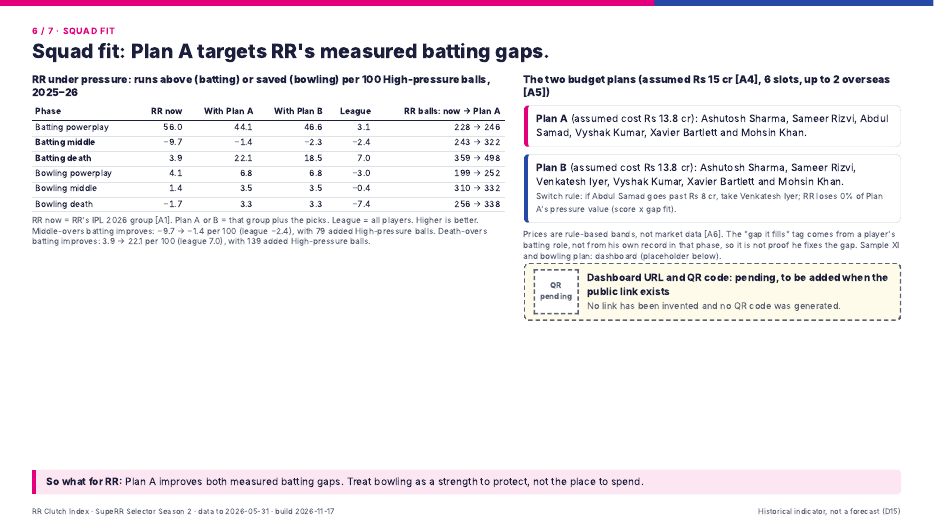 6 / 7 · SQUAD FIT
Squad fit: Plan A targets RR's measured batting gaps.
RR under pressure: runs above (batting) or saved (bowling) per 100 High-pressure balls,
2025–26
Phase RR now With Plan A With Plan B League RR balls: now → Plan A
Batting powerplay 56.0 44.1 46.6 3.1 228 → 246
Batting middle −9.7 −1.4 −2.3 −2.4 243 → 322
Batting death 3.9 22.1 18.5 7.0 359 → 498
Bowling powerplay 4.1 6.8 6.8 −3.0 199 → 252
Bowling middle 1.4 3.5 3.5 −0.4 310 → 332
Bowling death −1.7 3.3 3.3 −7.4 256 → 338
RR now = RR's IPL 2026 group [A1]. Plan A or B = that group plus the picks. League = all players. Higher is better.
Middle-overs batting improves: −9.7 → −1.4 per 100 (league −2.4), with 79 added High-pressure balls. Death-overs
batting improves: 3.9 → 22.1 per 100 (league 7.0), with 139 added High-pressure balls.
The two budget plans (assumed Rs 15 cr [A4], 6 slots, up to 2 overseas
[A5])
Plan A (assumed cost Rs 13.8 cr): Ashutosh Sharma, Sameer Rizvi, Abdul
Samad, Vyshak Kumar, Xavier Bartlett and Mohsin Khan.
Plan B (assumed cost Rs 13.8 cr): Ashutosh Sharma, Sameer Rizvi,
Venkatesh Iyer, Vyshak Kumar, Xavier Bartlett and Mohsin Khan.
Switch rule: if Abdul Samad goes past Rs 8 cr, take Venkatesh Iyer; RR loses 0% of Plan
A's pressure value (score x gap fit).
Prices are rule-based bands, not market data [A6]. The "gap it fills" tag comes from a player's
batting role, not from his own record in that phase, so it is not proof he fixes the gap. Sample XI
and bowling plan: dashboard (placeholder below).
QR
pending
Dashboard URL and QR code: pending, to be added when the
public link exists
No link has been invented and no QR code was generated.
So what for RR: Plan A improves both measured batting gaps. Treat bowling as a strength to protect, not the place to spend.
RR Clutch Index · SupeRR Selector Season 2 · data to 2026-05-31 · build 2026-11-17
Historical indicator, not a forecast (D15)